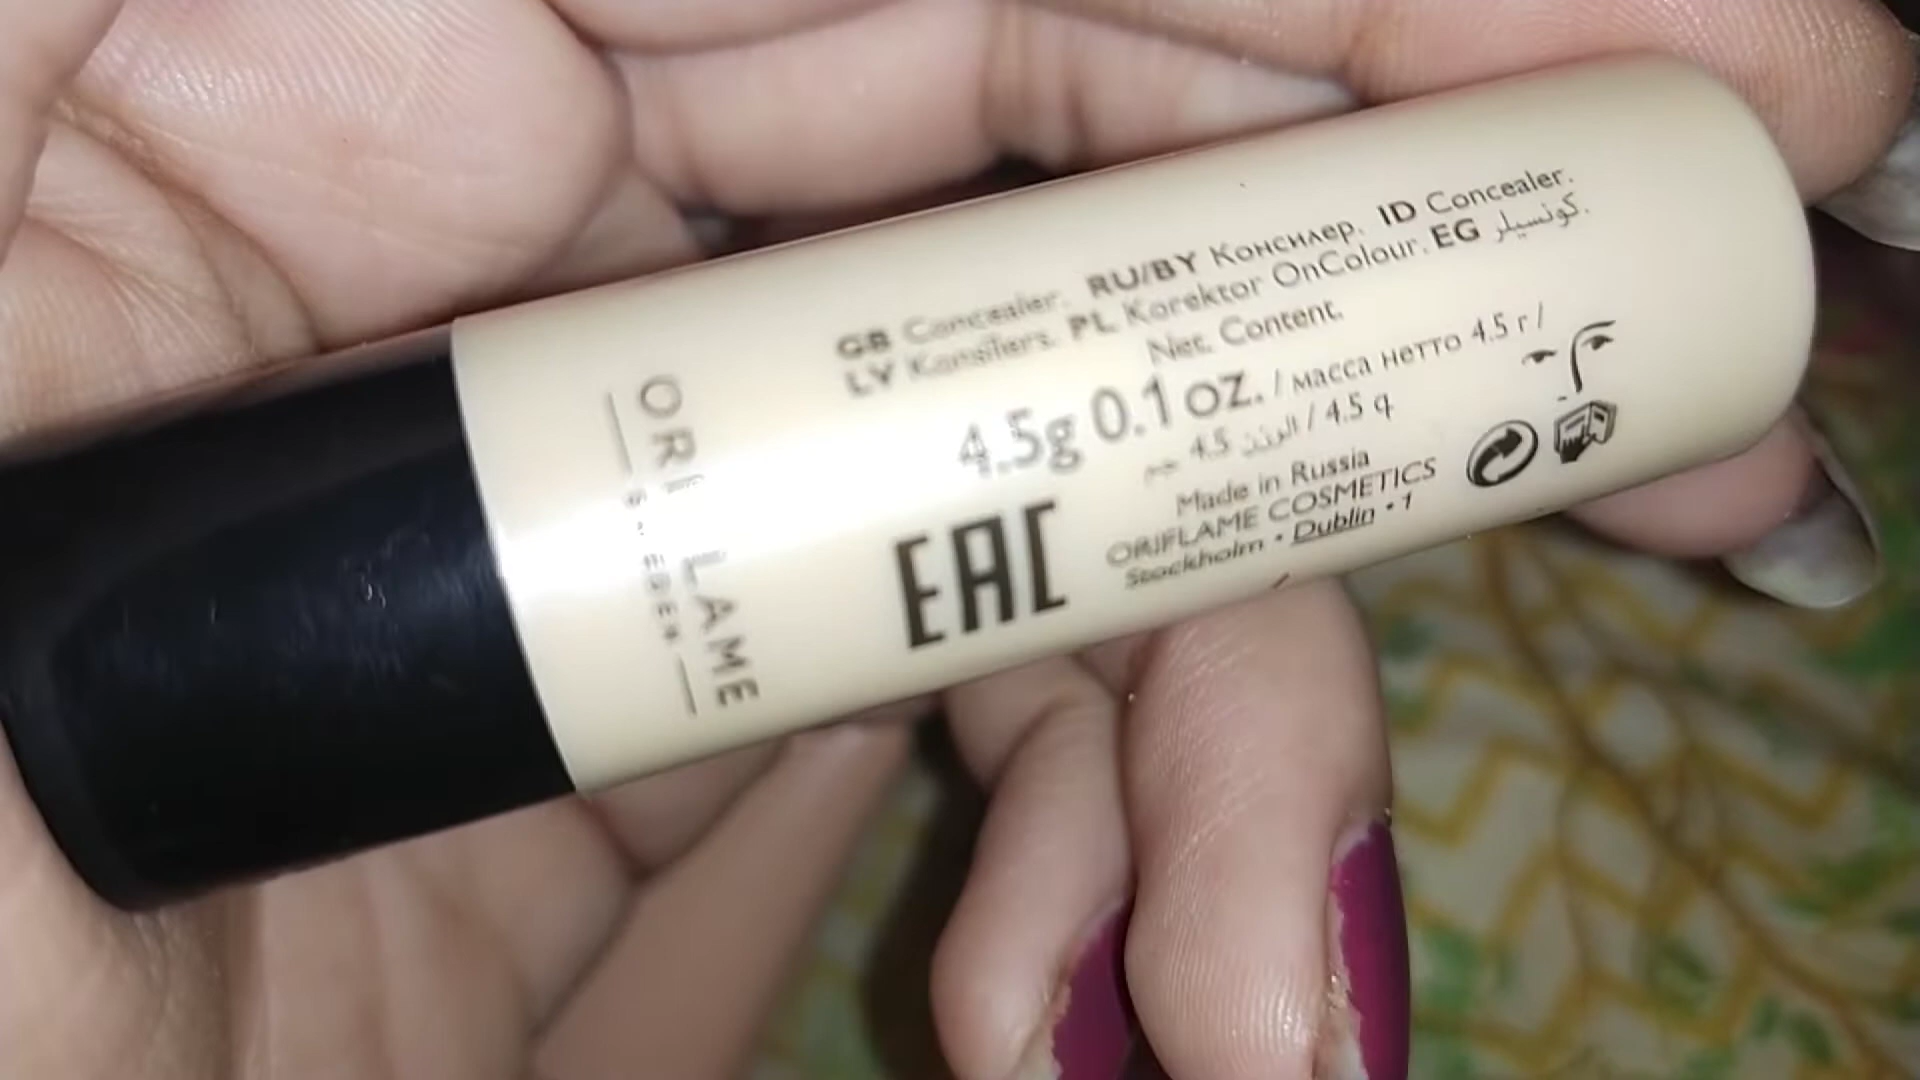 GB Concealer. RU/BY Консилер. ID Concealer.
LV Konsīlers. PL Korektor OnColour. EG كونسيلر.
Net. Content.
4.5g 0.1 oz. / масса нетто 4.5 г /
4.5 / 4.5 q
Made in Russia
ORIFLAME COSMETICS
Stockholm • Dublin • 1
EAC
ORIFLAME
SWEDEN